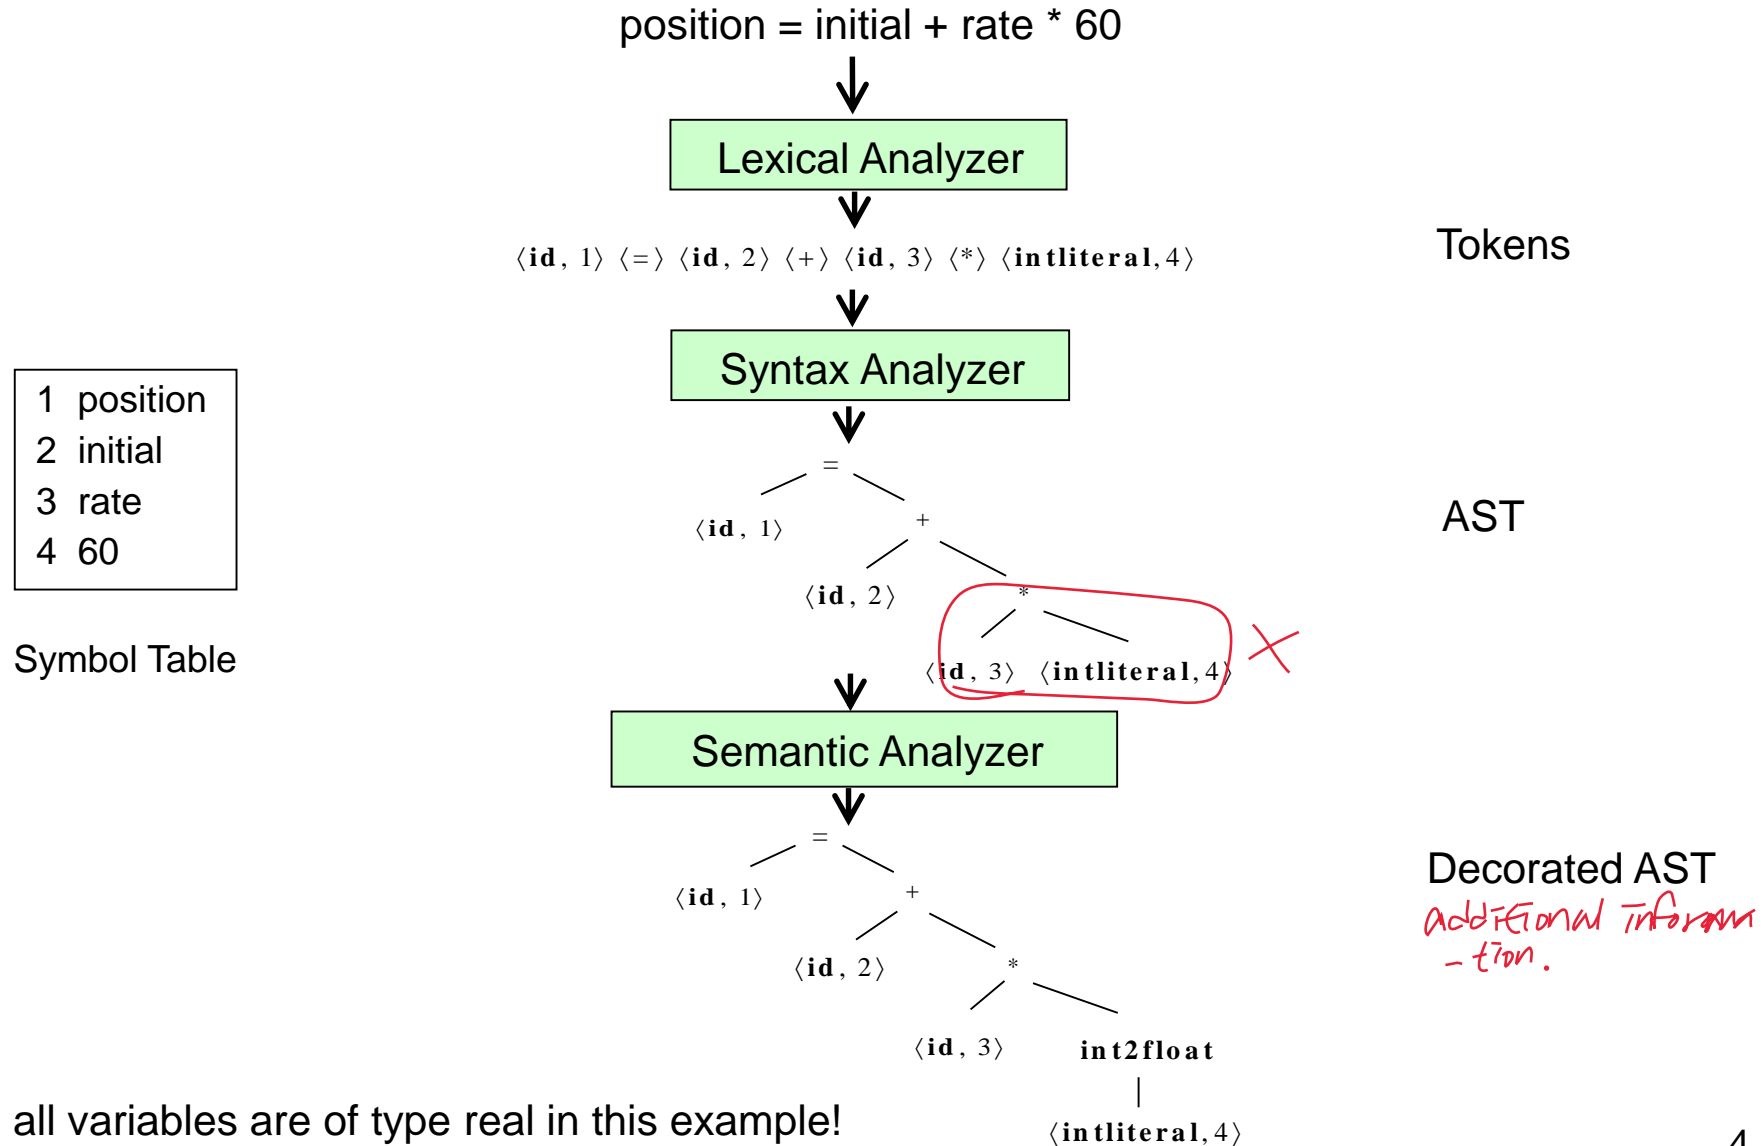 position = initial + rate * 60
Lexical Analyzer
⟨id, 1⟩ ⟨=⟩ ⟨id, 2⟩ ⟨+⟩ ⟨id, 3⟩ ⟨*⟩ ⟨intliteral, 4⟩
Tokens
Syntax Analyzer
1 position
2 initial
3 rate
4 60
Symbol Table
=
⟨id, 1⟩
+
⟨id, 2⟩
*
⟨id, 3⟩ ⟨intliteral, 4⟩
AST
Semantic Analyzer
=
⟨id, 1⟩
+
⟨id, 2⟩
*
⟨id, 3⟩
int2float
⟨intliteral, 4⟩
Decorated AST
additional informa
-tion.
all variables are of type real in this example!
4